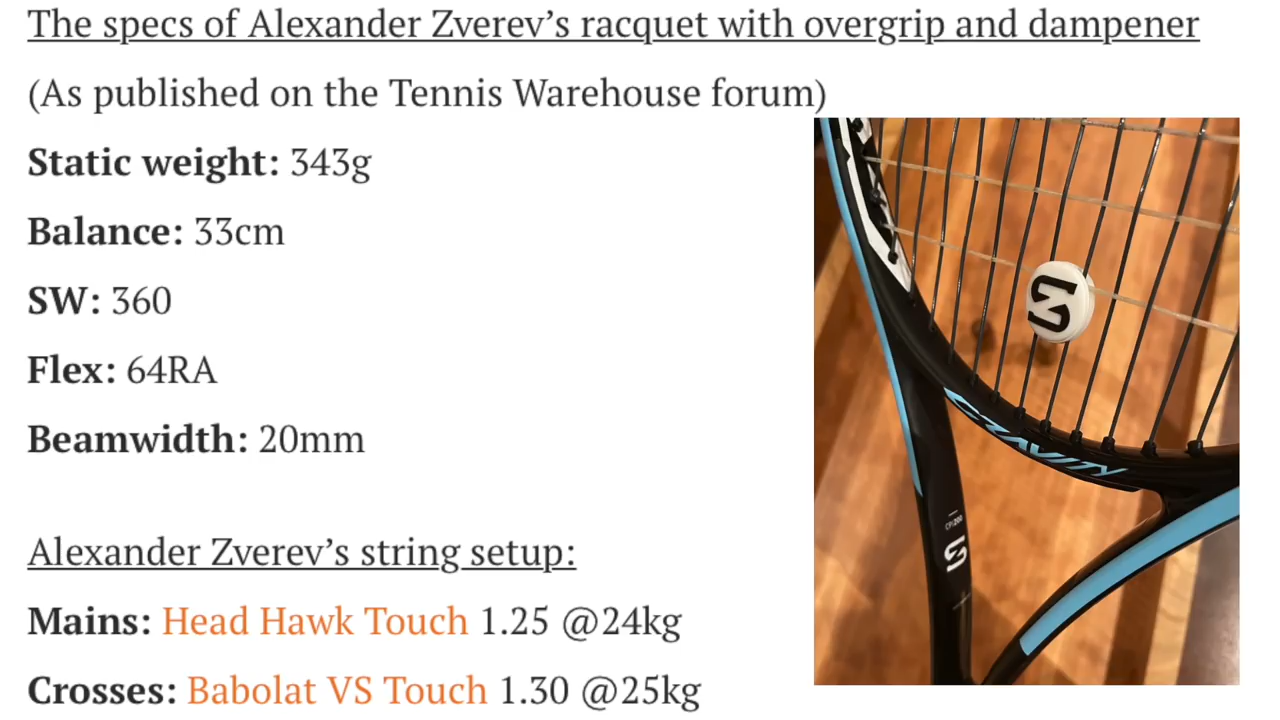 The specs of Alexander Zverev’s racquet with overgrip and dampener
(As published on the Tennis Warehouse forum)
Static weight: 343g
Balance: 33cm
SW: 360
Flex: 64RA
Beamwidth: 20mm
GRAVITY
Alexander Zverev’s string setup:
Mains: Head Hawk Touch 1.25 @24kg
Crosses: Babolat VS Touch 1.30 @25kg